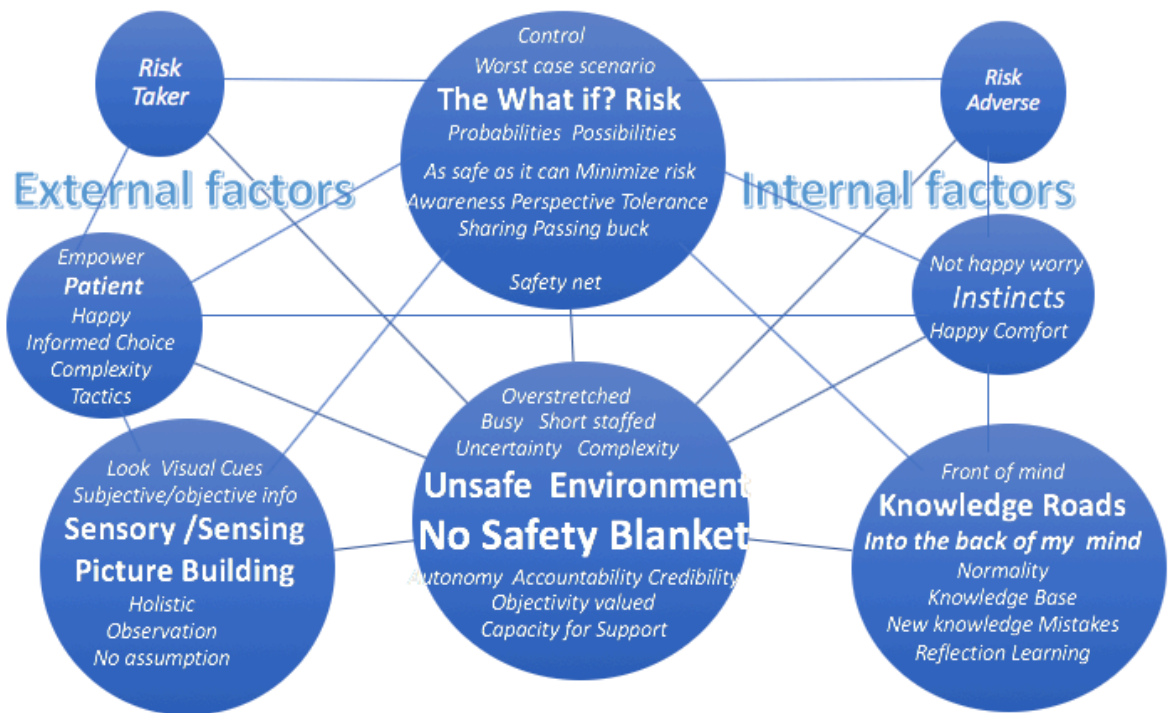 Risk
Taker
Control
Worst case scenario
The What if? Risk
Probabilities Possibilities
As safe as it can Minimize risk
Awareness Perspective Tolerance
Sharing Passing buck
Safety net
Risk
Adverse
External factors
Internal factors
Empower
Patient
Happy
Informed Choice
Complexity
Tactics
Not happy worry
Instincts
Happy Comfort
Look Visual Cues
Subjective/objective info
Sensory /Sensing
Picture Building
Holistic
Observation
No assumption
Overstretched
Busy Short staffed
Uncertainty Complexity
Unsafe Environment
No Safety Blanket
Autonomy Accountability Credibility
Objectivity valued
Capacity for Support
Front of mind
Knowledge Roads
Into the back of my mind
Normality
Knowledge Base
New knowledge Mistakes
Reflection Learning